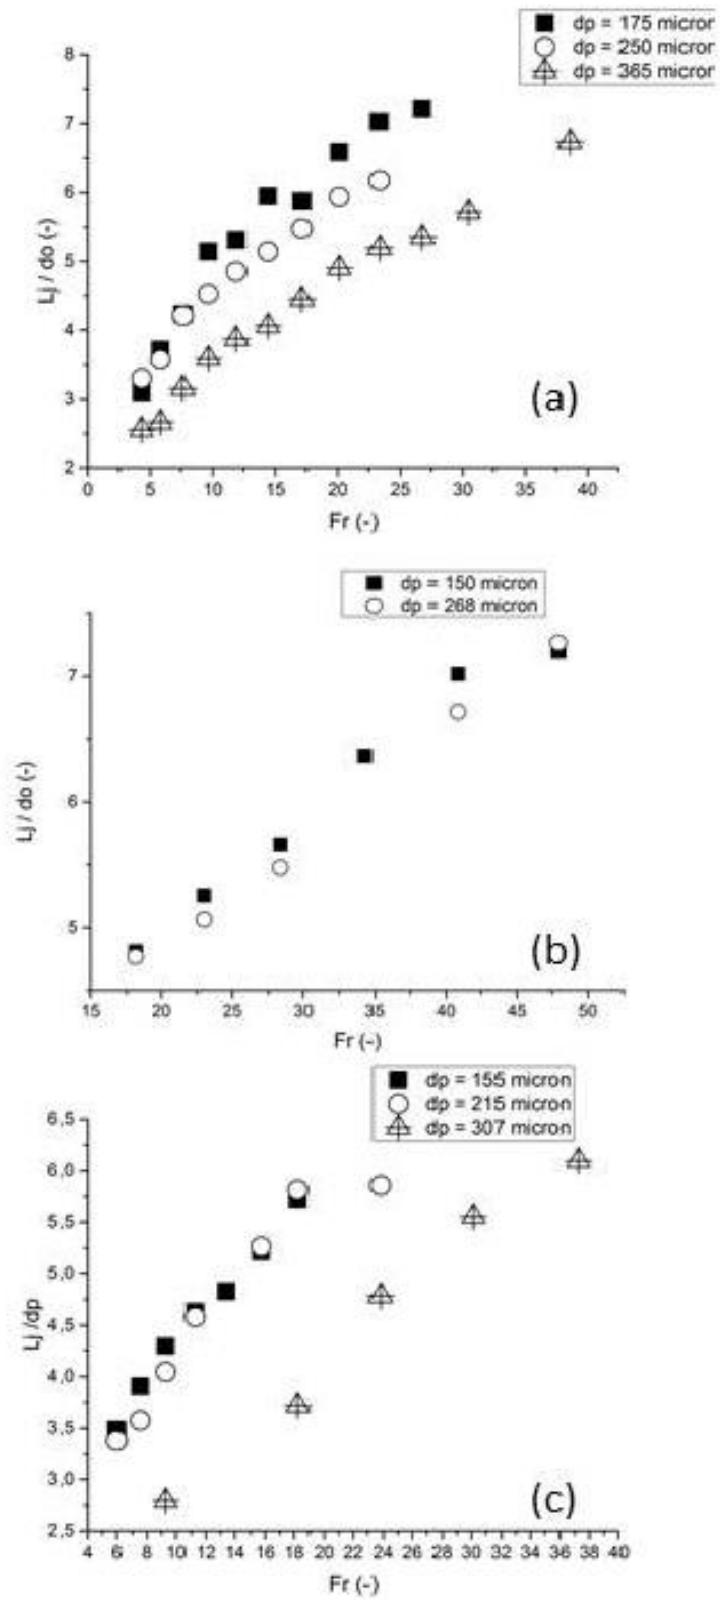 dp = 175 micror
dp = 250 micror
dp = 365 micror
8
7
6
5
4
3
2
Lj / do (-)
(a)
0 5 10 15 20 25 30 35 40
Fr (-)
dp = 150 micron
dp = 268 micron
7
6
5
Lj / do (-)
(b)
15 20 25 30 35 40 45 50
Fr (-)
dp = 155 micron
dp = 215 micron
dp = 307 micron
6,5
6,0
5,5
5,0
4,5
4,0
3,5
3,0
2,5
Lj /dp
(c)
4 6 8 10 12 14 16 18 20 22 24 26 28 30 32 34 36 38 40
Fr (-)